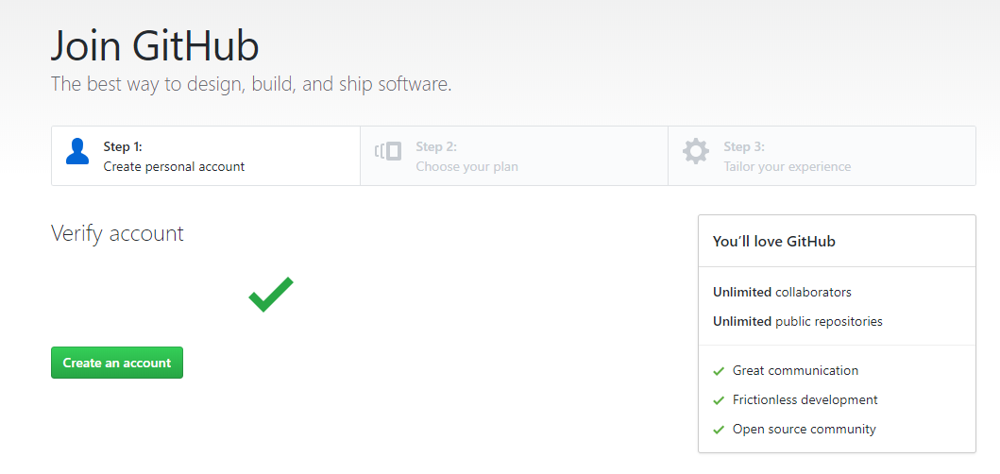 Join GitHub
The best way to design, build, and ship software.
Step 1:
Create personal account
Step 2:
Choose your plan
Step 3:
Tailor your experience
Verify account
Create an account
You’ll love GitHub
Unlimited collaborators
Unlimited public repositories
Great communication
Frictionless development
Open source community